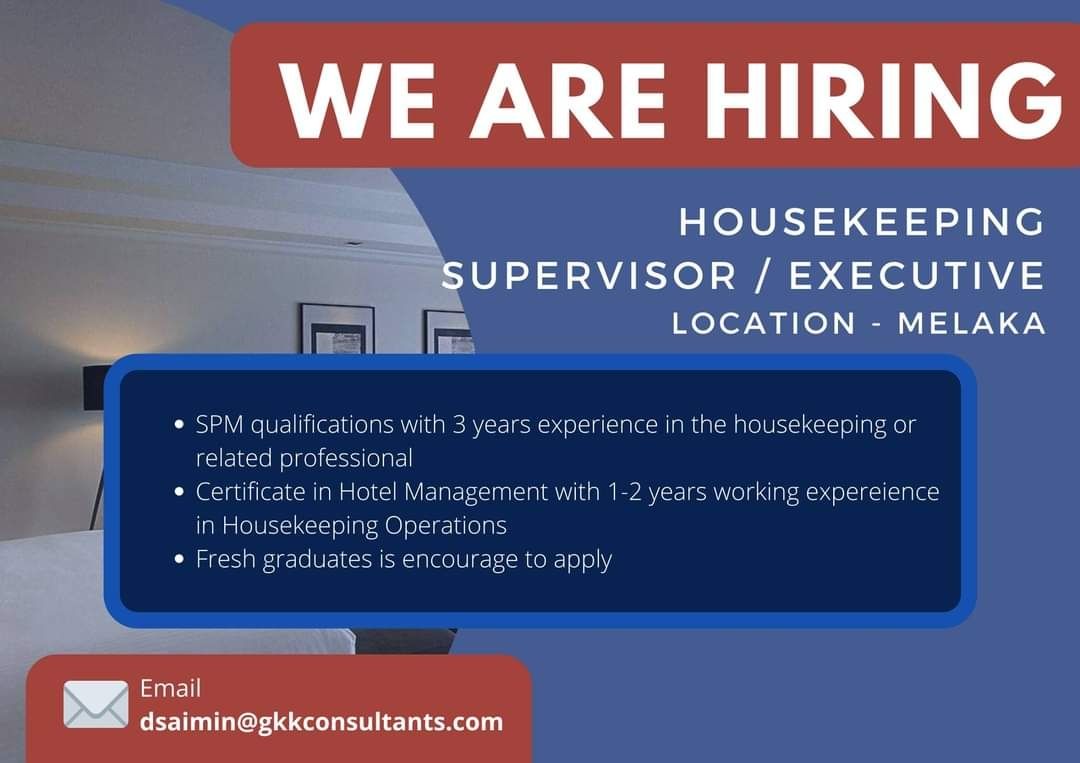 WE ARE HIRING
HOUSEKEEPING
SUPERVISOR / EXECUTIVE
LOCATION - MELAKA
• SPM qualifications with 3 years experience in the housekeeping or
related professional
• Certificate in Hotel Management with 1-2 years working expereience
in Housekeeping Operations
• Fresh graduates is encourage to apply
Email
dsaimin@gkkconsultants.com